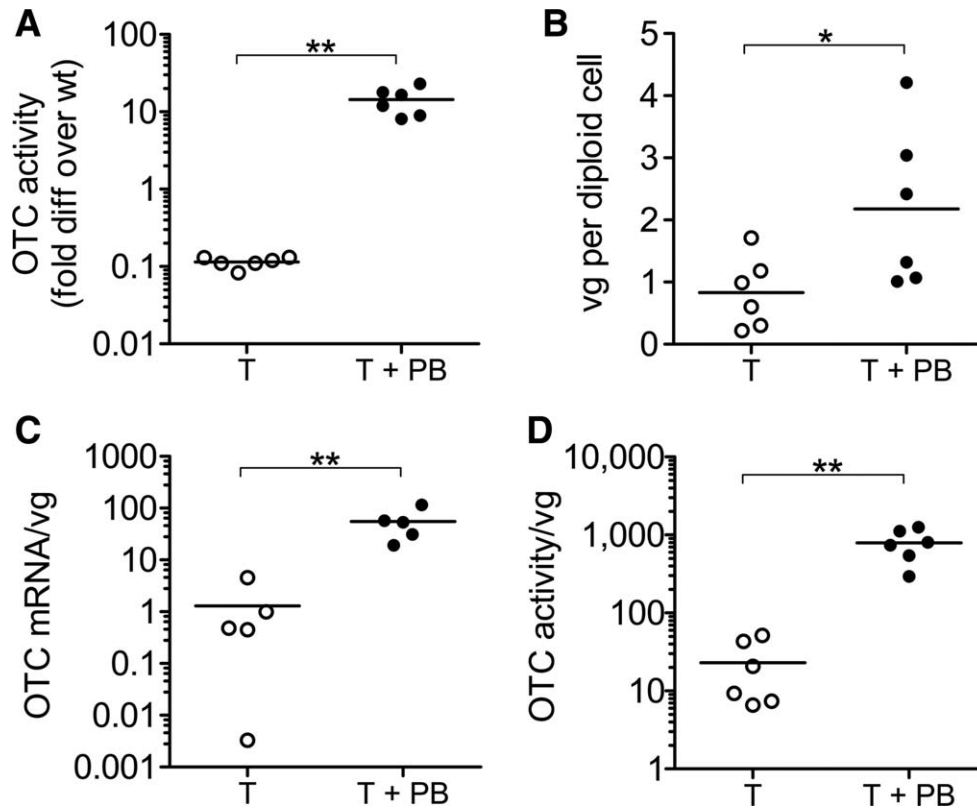 A
OTC activity
(fold diff over wt)
100
10
1
0.1
0.01
**
T
T + PB
B
vg per diploid cell
5
4
3
2
1
0
*
T
T + PB
C
OTC mRNA/vg
1000
100
10
1
0.1
0.01
0.001
**
T
T + PB
D
OTC activity/vg
10,000
1,000
100
10
1
**
T
T + PB